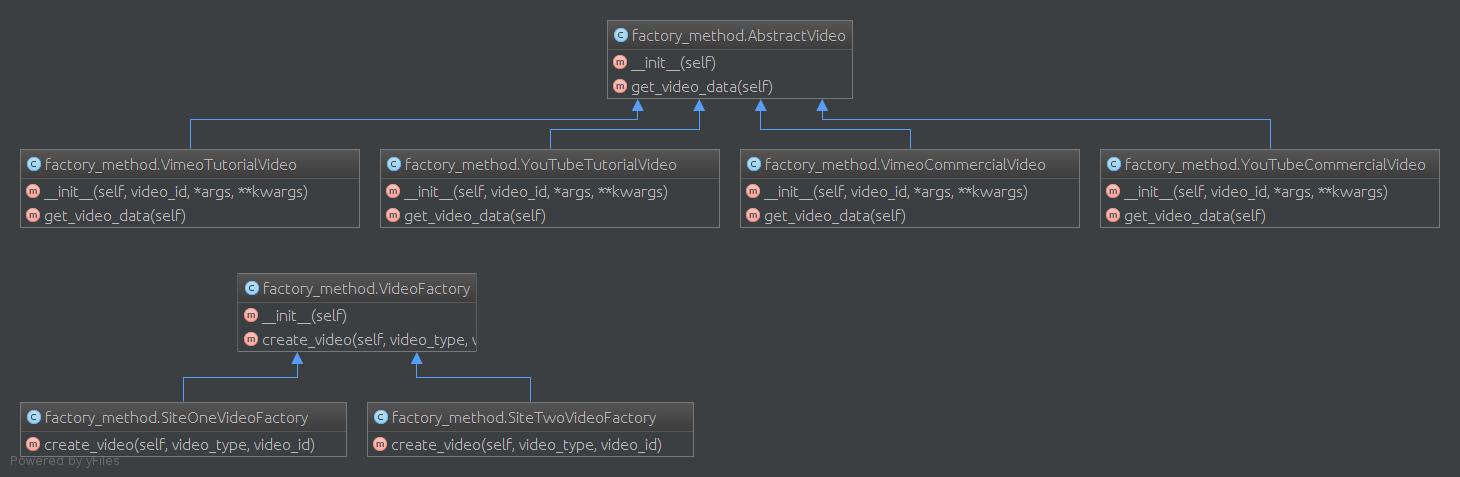 factory_method.AbstractVideo
__init__(self)
get_video_data(self)
factory_method.VimeoTutorialVideo
__init__(self, video_id, *args, **kwargs)
get_video_data(self)
factory_method.YouTubeTutorialVideo
__init__(self, video_id, *args, **kwargs)
get_video_data(self)
factory_method.VimeoCommercialVideo
__init__(self, video_id, *args, **kwargs)
get_video_data(self)
factory_method.YouTubeCommercialVideo
__init__(self, video_id, *args, **kwargs)
get_video_data(self)
factory_method.VideoFactory
__init__(self)
create_video(self, video_type, v
factory_method.SiteOneVideoFactory
create_video(self, video_type, video_id)
factory_method.SiteTwoVideoFactory
create_video(self, video_type, video_id)
Powered by yFiles